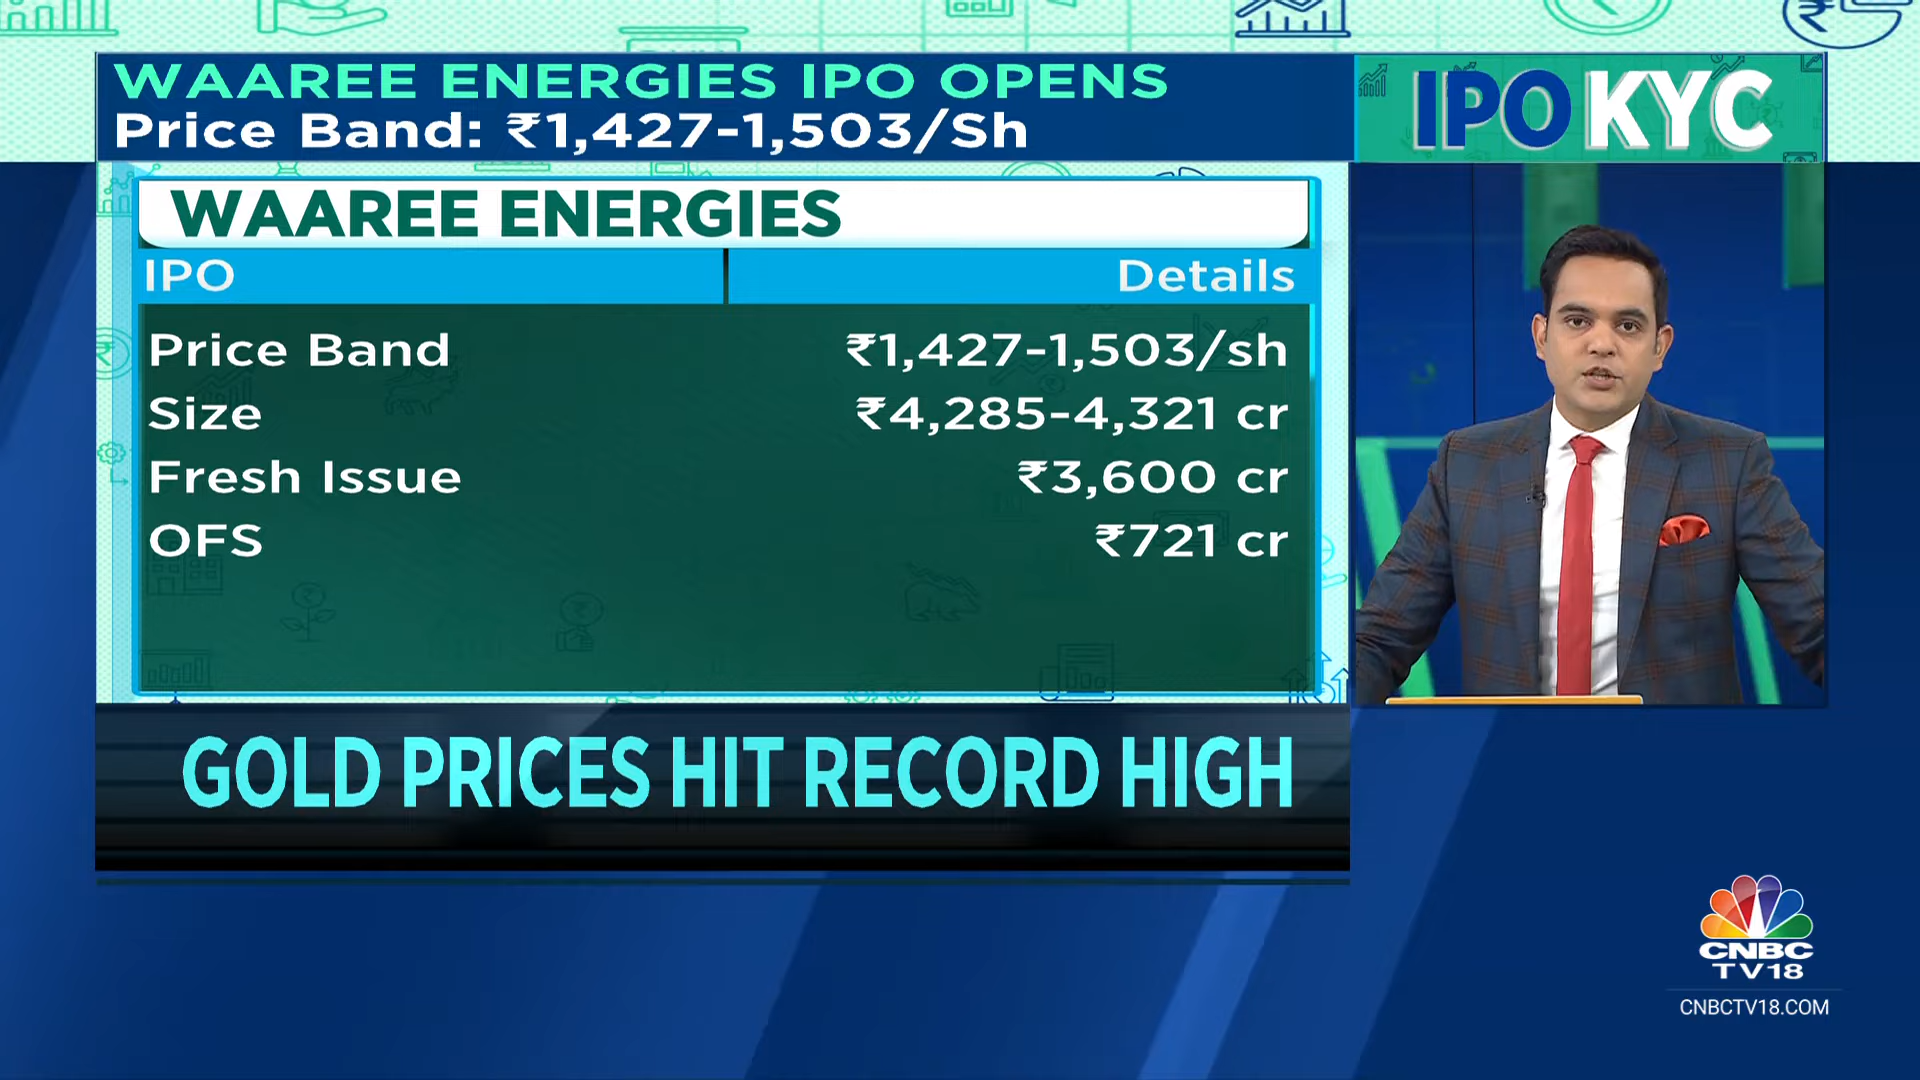 WAAREE ENERGIES IPO OPENS
Price Band: ₹1,427-1,503/Sh
IPO KYC
WAAREE ENERGIES
IPO Details
Price Band ₹1,427-1,503/sh
Size ₹4,285-4,321 cr
Fresh Issue ₹3,600 cr
OFS ₹721 cr
GOLD PRICES HIT RECORD HIGH
CNBC
TV18
CNBCTV18.COM